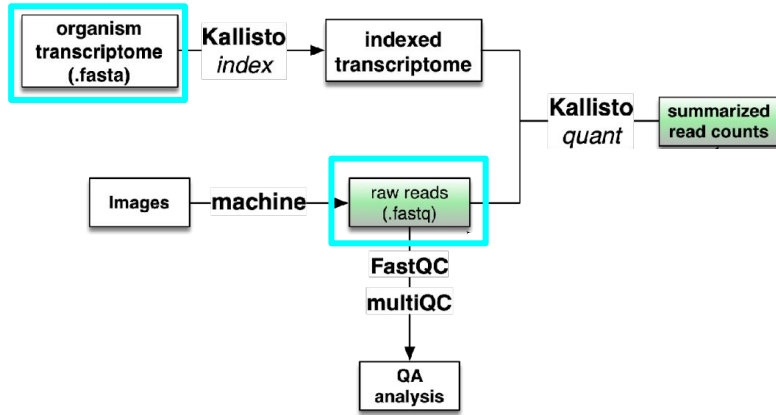 organism
transcriptome
(.fasta)
Kallisto
index
indexed
transcriptome
Kallisto
quant
summarized
read counts
Images
machine
raw reads
(.fastq)
FastQC
multiQC
QA
analysis